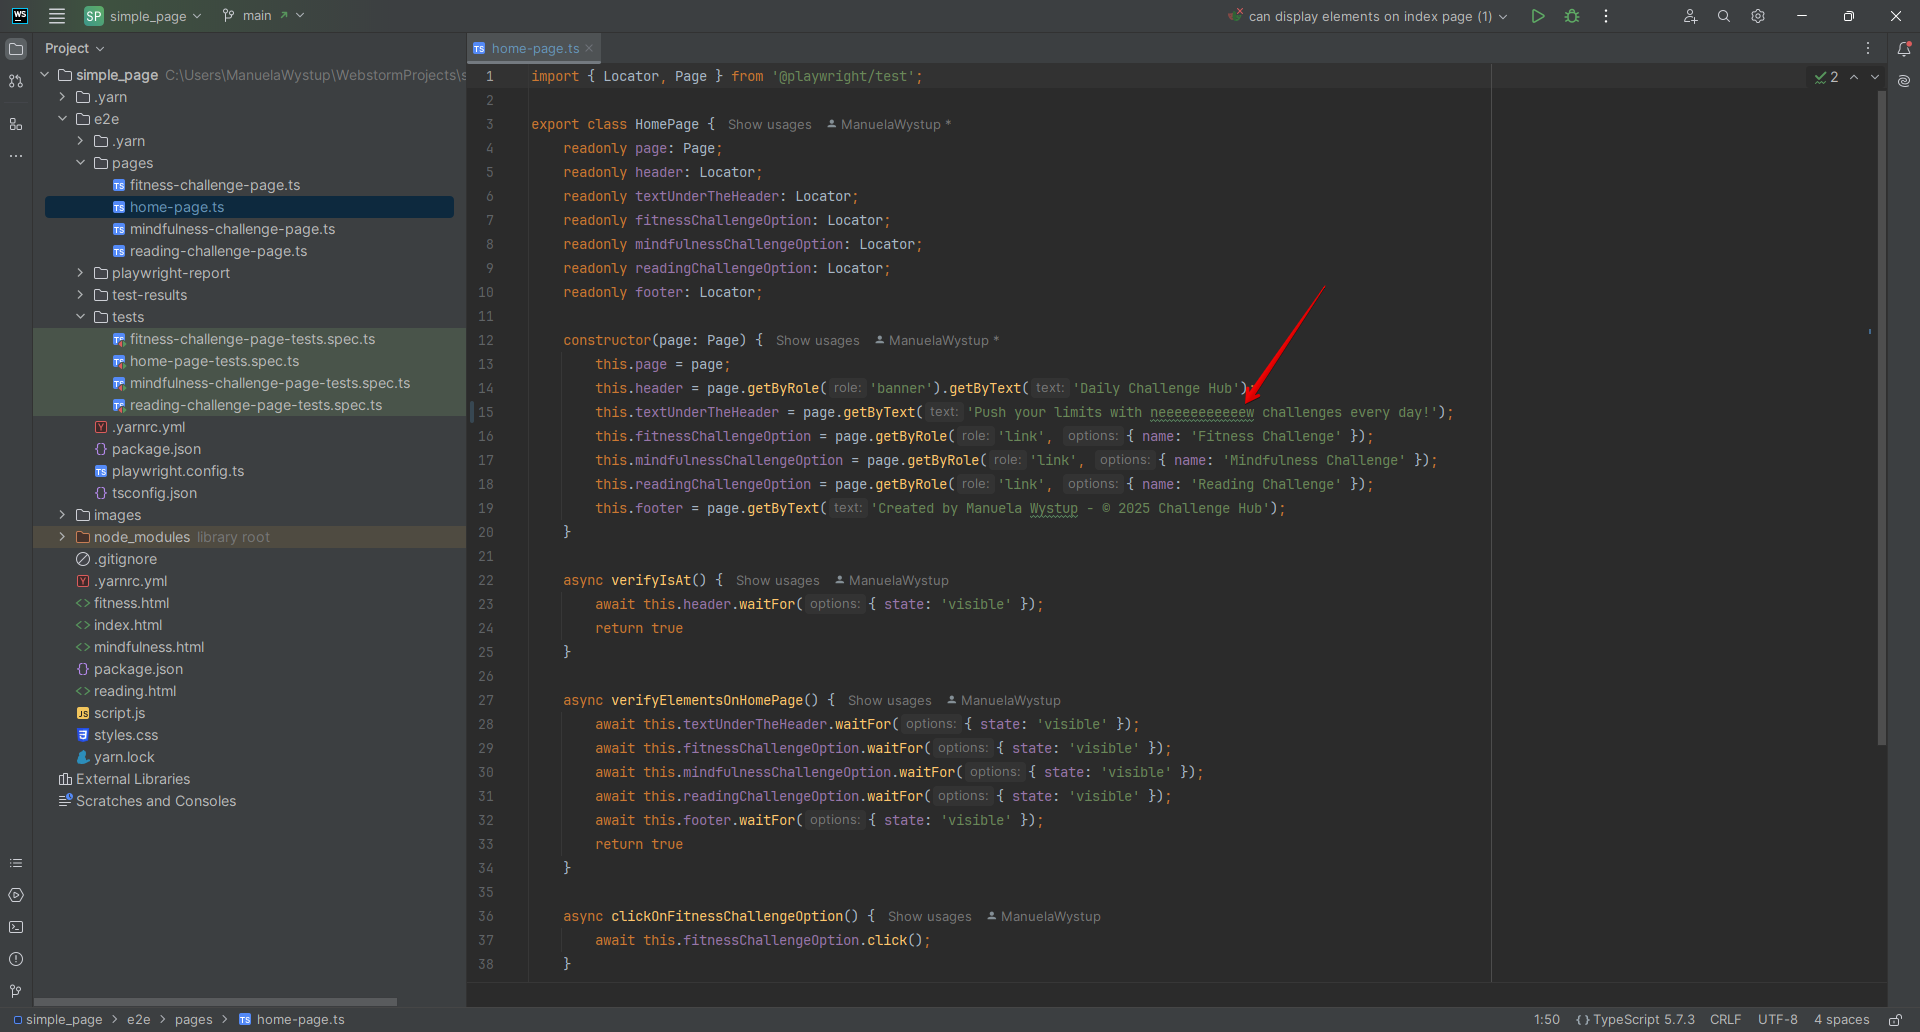 WS SP simple_page main can display elements on index page (1)
Project
simple_page C:\Users\ManuelaWystup\WebstormProjects\s
.yarn
e2e
.yarn
pages
fitness-challenge-page.ts
home-page.ts
mindfulness-challenge-page.ts
reading-challenge-page.ts
playwright-report
test-results
tests
fitness-challenge-page-tests.spec.ts
home-page-tests.spec.ts
mindfulness-challenge-page-tests.spec.ts
reading-challenge-page-tests.spec.ts
.yarnrc.yml
package.json
playwright.config.ts
tsconfig.json
images
node_modules library root
.gitignore
.yarnrc.yml
fitness.html
index.html
mindfulness.html
package.json
reading.html
script.js
styles.css
yarn.lock
External Libraries
Scratches and Consoles
TS home-page.ts
2
1 import { Locator, Page } from '@playwright/test';
2
3 export class HomePage { Show usages ManuelaWystup *
4 readonly page: Page;
5 readonly header: Locator;
6 readonly textUnderTheHeader: Locator;
7 readonly fitnessChallengeOption: Locator;
8 readonly mindfulnessChallengeOption: Locator;
9 readonly readingChallengeOption: Locator;
10 readonly footer: Locator;
11
12 constructor(page: Page) { Show usages ManuelaWystup *
13 this.page = page;
14 this.header = page.getByRole( role: 'banner').getByText( text: 'Daily Challenge Hub');
15 this.textUnderTheHeader = page.getByText( text: 'Push your limits with neeeeeeeeeeew challenges every day!');
16 this.fitnessChallengeOption = page.getByRole( role: 'link', options: { name: 'Fitness Challenge' });
17 this.mindfulnessChallengeOption = page.getByRole( role: 'link', options: { name: 'Mindfulness Challenge' });
18 this.readingChallengeOption = page.getByRole( role: 'link', options: { name: 'Reading Challenge' });
19 this.footer = page.getByText( text: 'Created by Manuela Wystup - © 2025 Challenge Hub');
20 }
21
22 async verifyIsAt() { Show usages ManuelaWystup
23 await this.header.waitFor( options: { state: 'visible' });
24 return true
25 }
26
27 async verifyElementsOnHomePage() { Show usages ManuelaWystup
28 await this.textUnderTheHeader.waitFor( options: { state: 'visible' });
29 await this.fitnessChallengeOption.waitFor( options: { state: 'visible' });
30 await this.mindfulnessChallengeOption.waitFor( options: { state: 'visible' });
31 await this.readingChallengeOption.waitFor( options: { state: 'visible' });
32 await this.footer.waitFor( options: { state: 'visible' });
33 return true
34 }
35
36 async clickOnFitnessChallengeOption() { Show usages ManuelaWystup
37 await this.fitnessChallengeOption.click();
38 }
simple_page > e2e > pages > TS home-page.ts 1:50 {} TypeScript 5.7.3 CRLF UTF-8 4 spaces